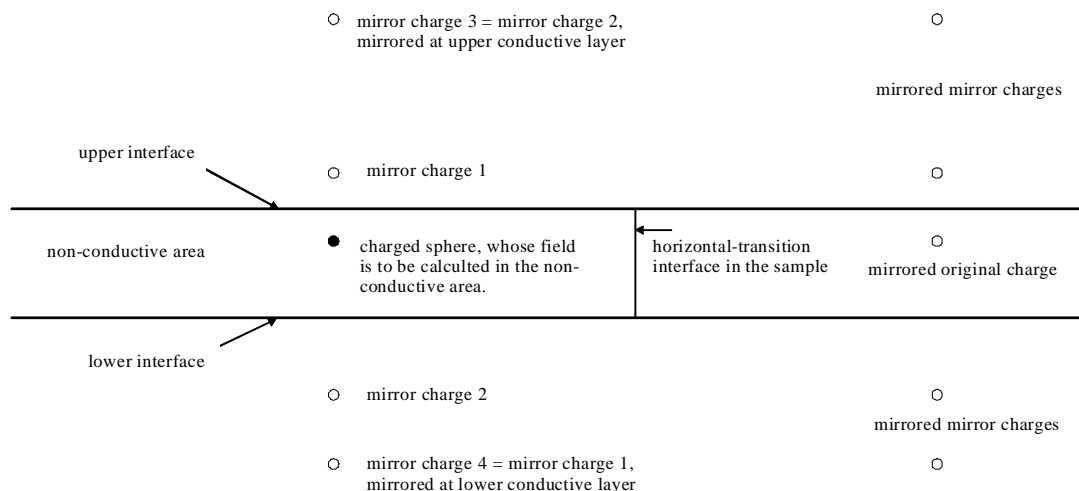 mirror charge 3 = mirror charge 2,
mirrored at upper conductive layer
mirrored mirror charges
upper interface
mirror charge 1
non-conductive area
charged sphere, whose field
is to be calculted in the non-
conductive area.
horizontal-transition
interface in the sample
mirrored original charge
lower interface
mirror charge 2
mirrored mirror charges
mirror charge 4 = mirror charge 1,
mirrored at lower conductive layer